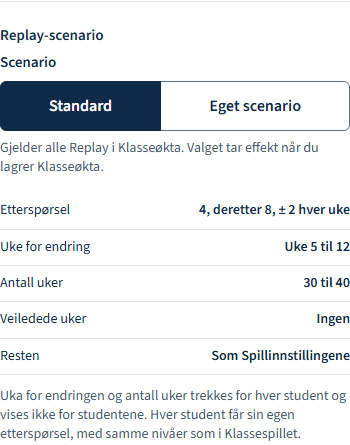 Replay-scenario
Scenario
Standard Eget scenario
Gjelder alle Replay i Klasseøkta. Valget tar effekt når du
lagrer Klasseøkta.
Etterspørsel 4, deretter 8, ± 2 hver uke
Uke for endring Uke 5 til 12
Antall uker 30 til 40
Veiledede uker Ingen
Resten Som Spillinnstillingene
Uka for endringen og antall uker trekkes for hver student og
vises ikke for studentene. Hver student får sin egen
etterspørsel, med samme nivåer som i Klassespillet.